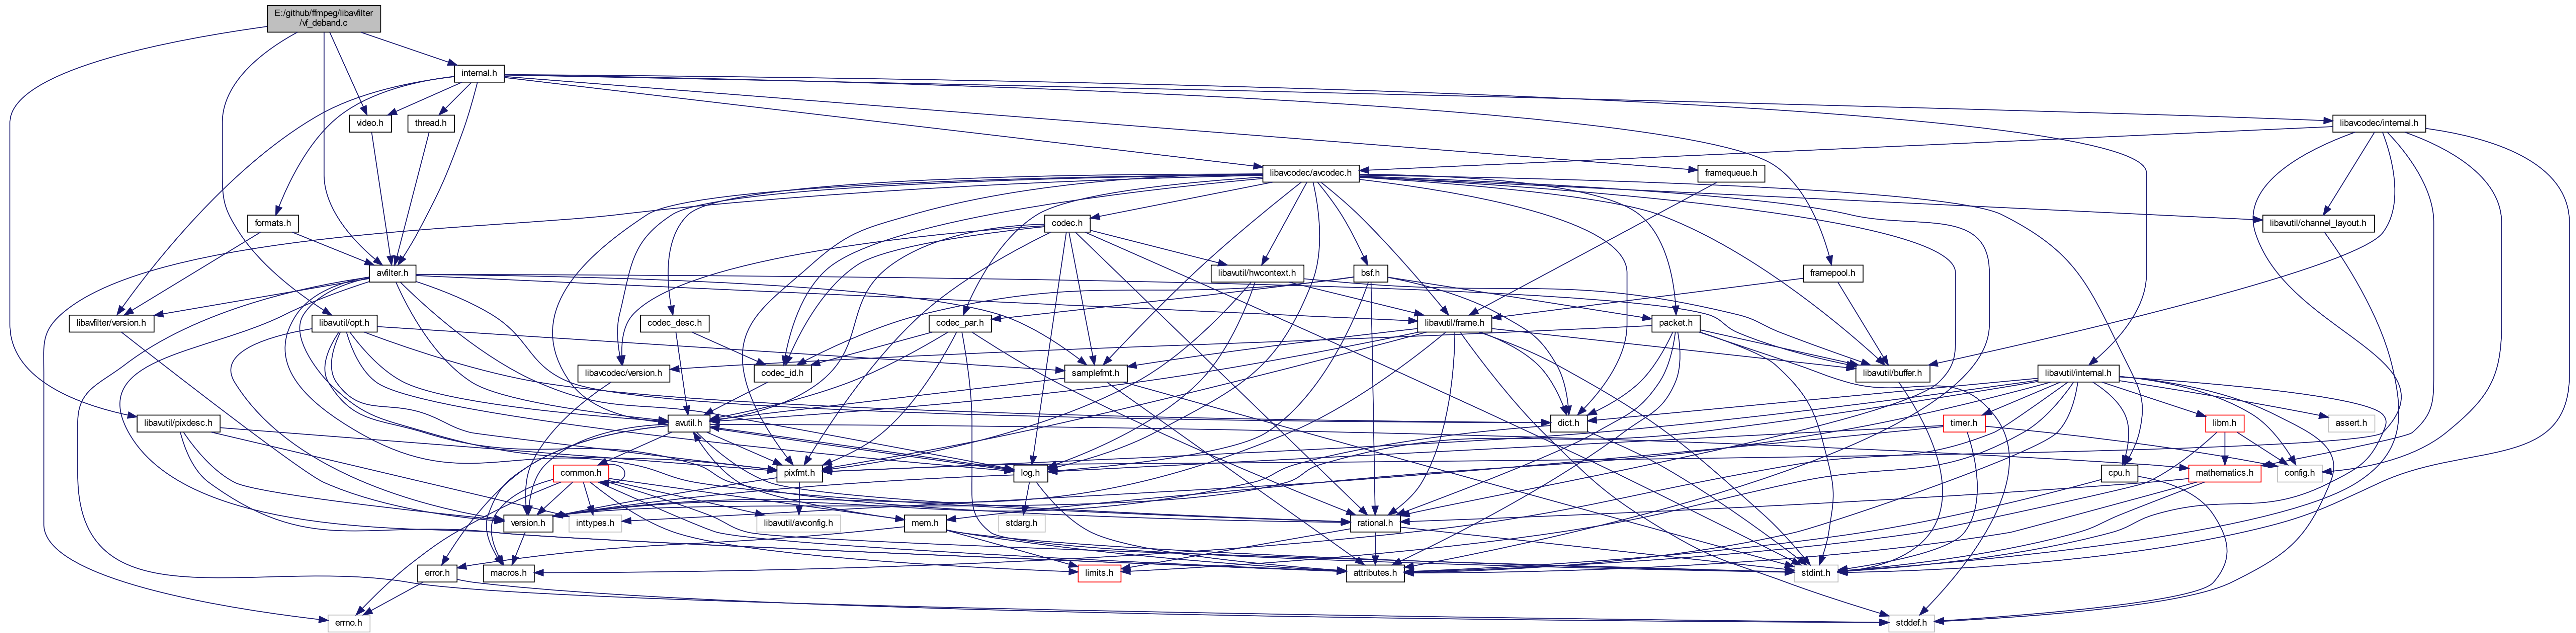 E:/github/ffmpeg/libavfilter
/vf_deband.c
internal.h
video.h
thread.h
libavcodec/internal.h
libavcodec/avcodec.h
framequeue.h
formats.h
codec.h
libavutil/channel_layout.h
avfilter.h
libavutil/hwcontext.h
bsf.h
framepool.h
libavfilter/version.h
libavutil/opt.h
codec_desc.h
codec_par.h
libavutil/frame.h
packet.h
libavcodec/version.h
codec_id.h
samplefmt.h
libavutil/buffer.h
libavutil/internal.h
libavutil/pixdesc.h
avutil.h
dict.h
timer.h
libm.h
assert.h
common.h
pixfmt.h
log.h
cpu.h
mathematics.h
config.h
version.h
inttypes.h
libavutil/avconfig.h
mem.h
stdarg.h
rational.h
error.h
macros.h
limits.h
attributes.h
stdint.h
errno.h
stddef.h